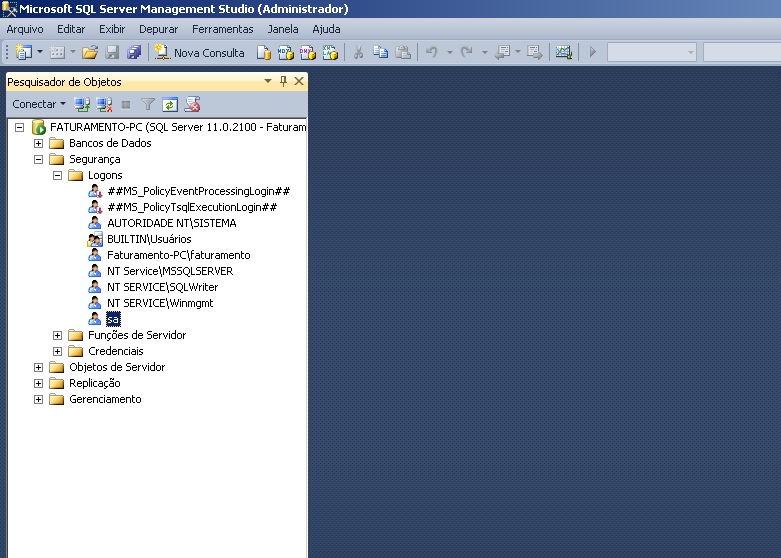 Microsoft SQL Server Management Studio (Administrador)
Arquivo Editar Exibir Depurar Ferramentas Janela Ajuda
Nova Consulta
Pesquisador de Objetos
Conectar
FATURAMENTO-PC (SQL Server 11.0.2100 - Faturam
Bancos de Dados
Segurança
Logons
##MS_PolicyEventProcessingLogin##
##MS_PolicyTsqlExecutionLogin##
AUTORIDADE NT\SISTEMA
BUILTIN\Usuários
Faturamento-PC\faturamento
NT Service\MSSQLSERVER
NT SERVICE\SQLWriter
NT SERVICE\Winmgmt
sa
Funções de Servidor
Credenciais
Objetos de Servidor
Replicação
Gerenciamento